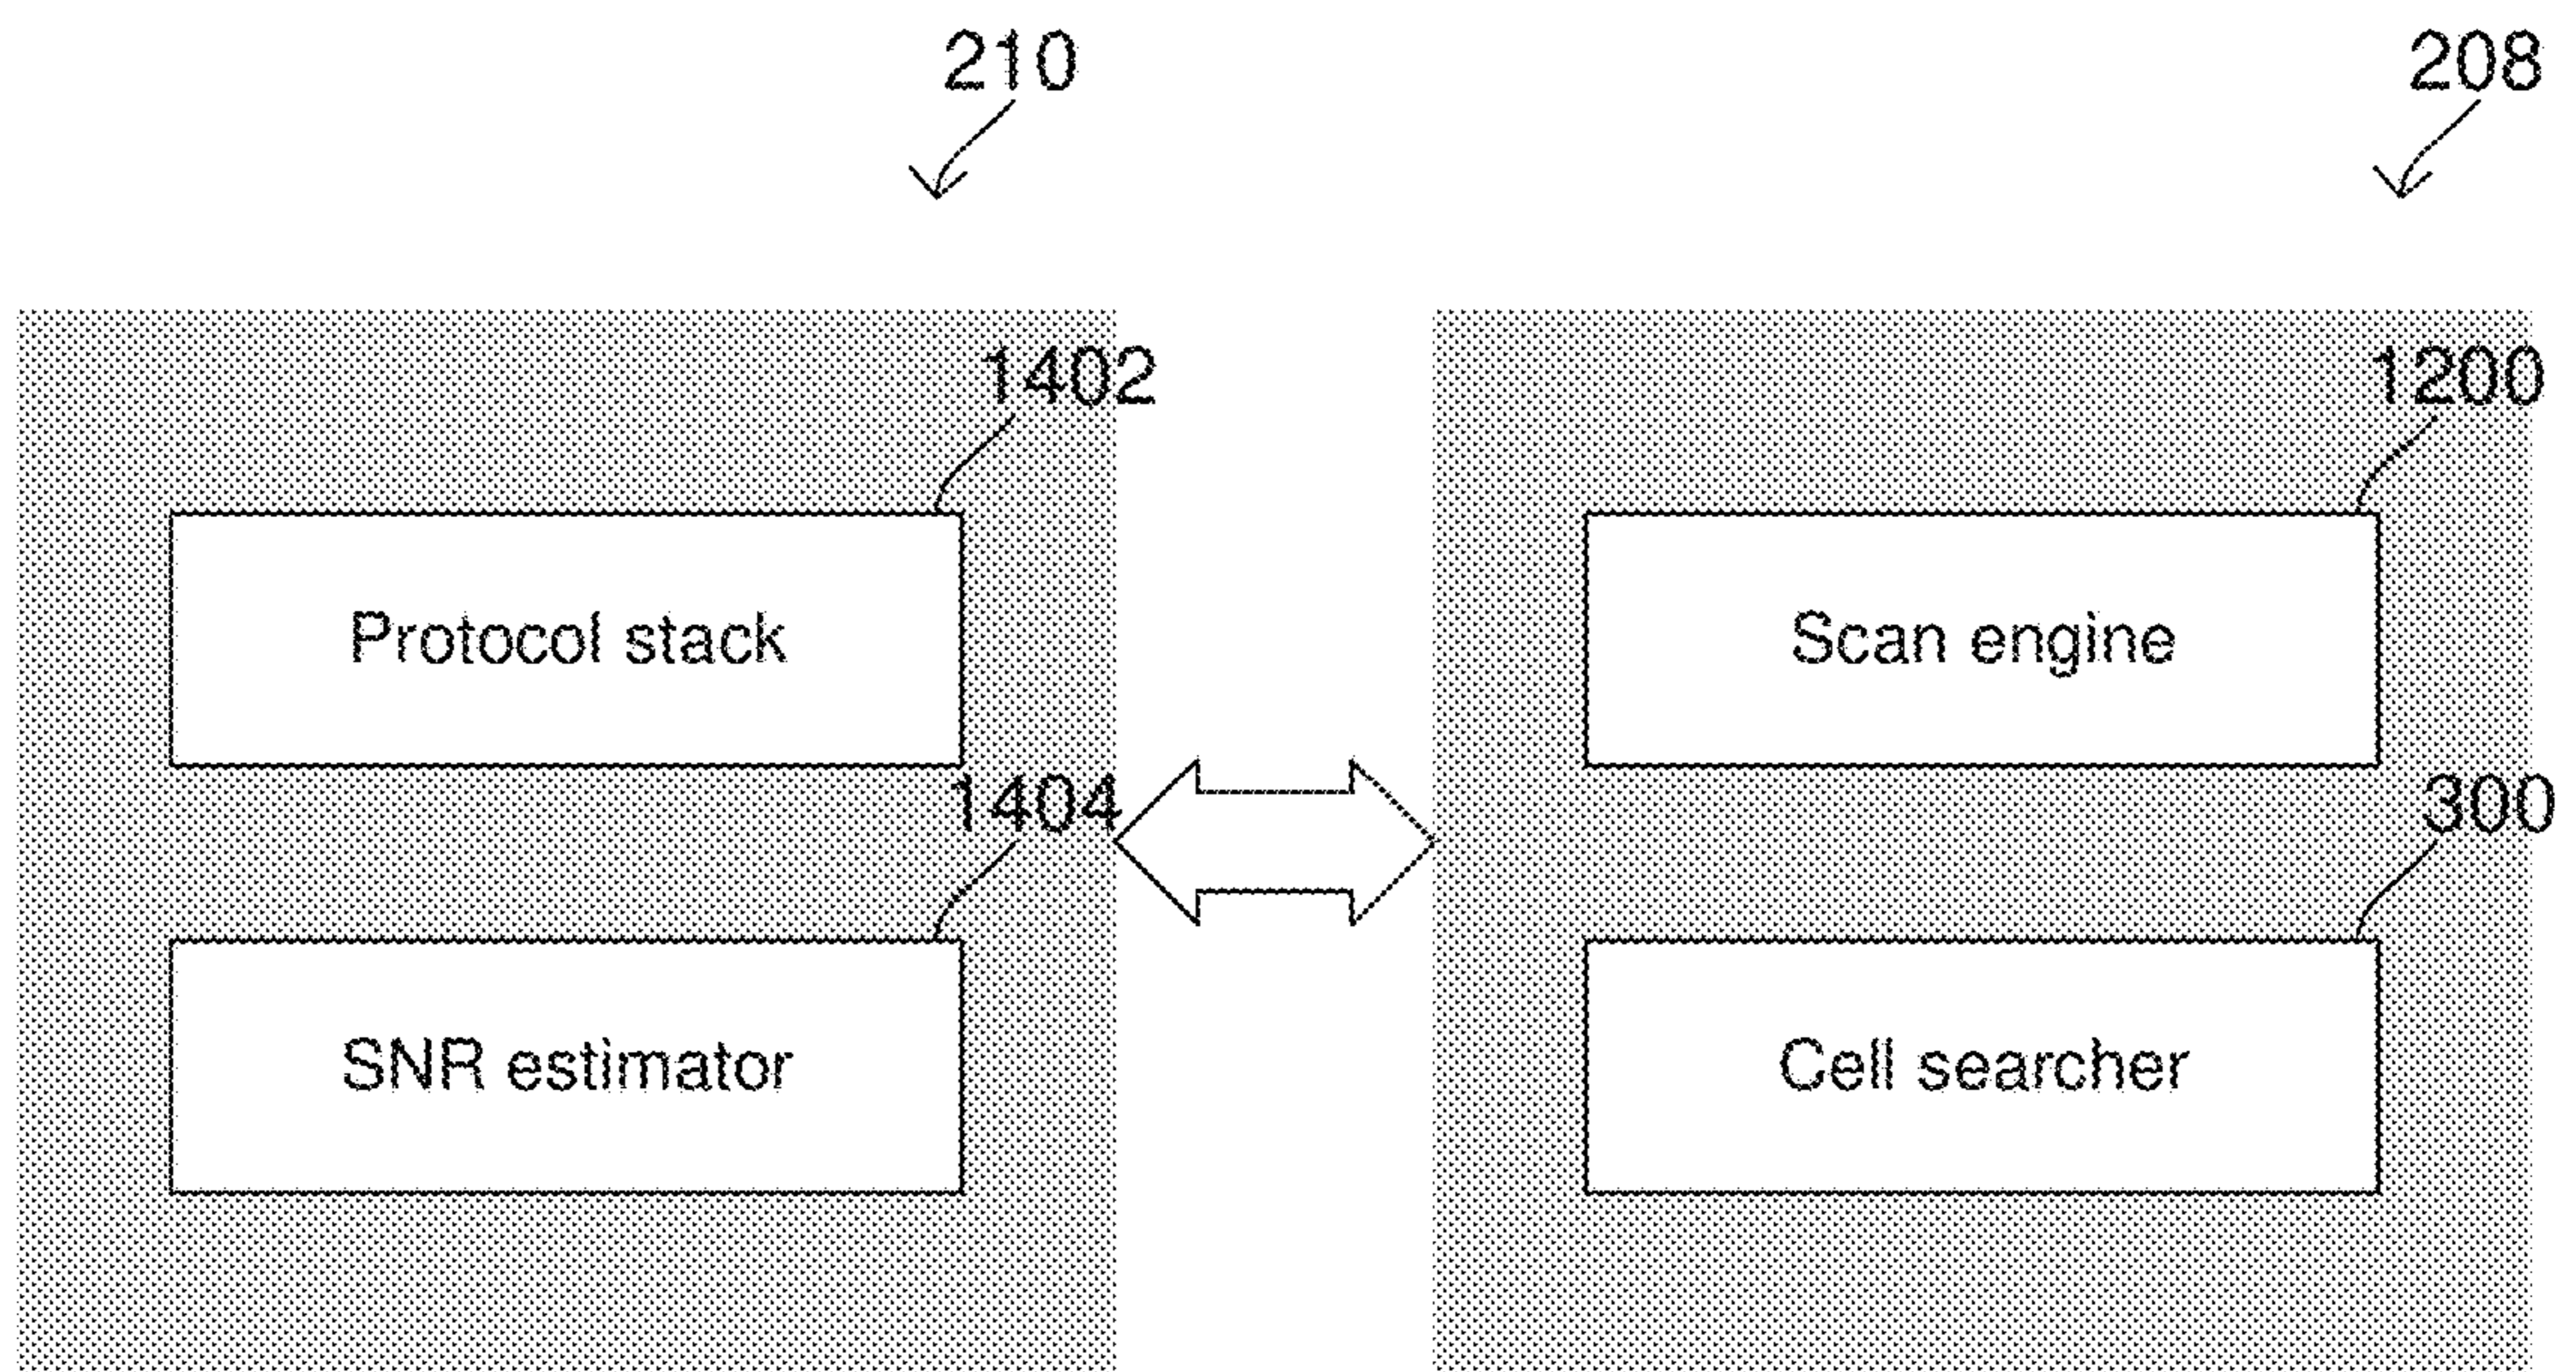 210
208
1402
1200
Protocol stack
Scan engine
1404
300
SNR estimator
Cell searcher